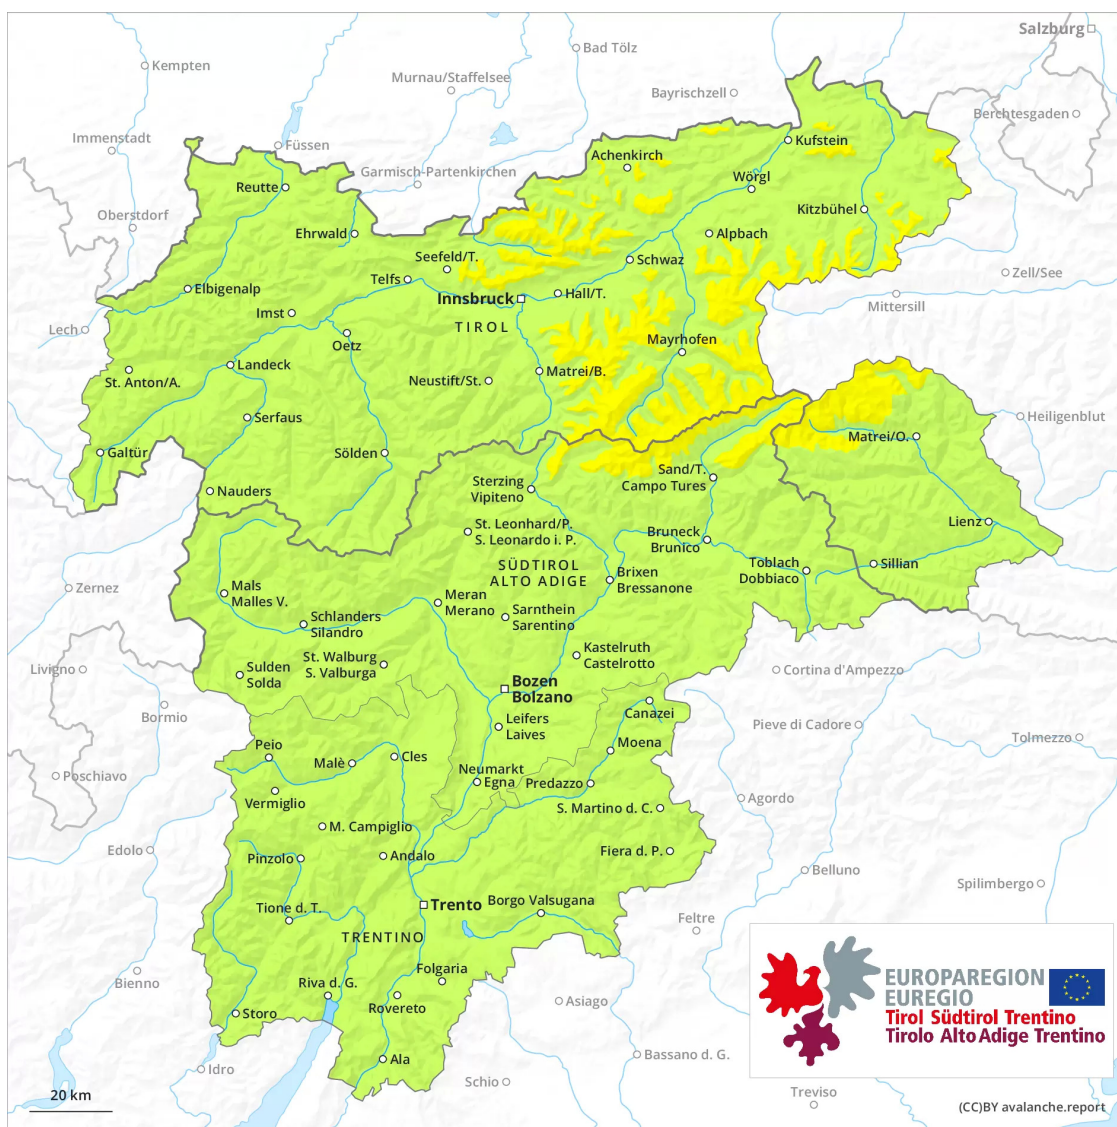 Salzburg
Bad Tölz
Kempten
Murnau/Staffelsee
Bayrischzell
Berchtesgaden
Immenstadt
Füssen
Kufstein
Achenkirch
Garmisch-Partenkirchen
Wörgl
Reutte
Oberstdorf
Kitzbühel
Ehrwald
Alpbach
Seefeld/T.
Schwaz
Zell/See
Telfs
Elbigenalp
Innsbruck
Hall/T.
Mittersill
Imst
TIROL
Lech
Oetz
Mayrhofen
Landeck
St. Anton/A.
Neustift/St.
Matrei/B.
Serfaus
Heiligenblut
Matrei/O.
Galtür
Sölden
Sand/T.
Campo Tures
Sterzing
Vipiteno
Nauders
St. Leonhard/P.
S. Leonardo i. P.
Lienz
Bruneck
Brunico
SÜDTIROL
ALTO ADIGE
Toblach
Dobbiaco
Sillian
Brixen
Bressanone
Zernez
Mals
Malles V.
Meran
Merano
Schlanders
Silandro
Sarnthein
Sarentino
Kastelruth
Castelrotto
Livigno
Sulden
Solda
St. Walburg
S. Valburga
Cortina d'Ampezzo
Bozen
Bolzano
Bormio
Canazei
Leifers
Laives
Pieve di Cadore
Tolmezzo
Peio
Moena
Cles
Malè
Poschiavo
Neumarkt
Egna
Predazzo
Vermiglio
Agordo
S. Martino d. C.
M. Campiglio
Edolo
Pinzolo
Andalo
Fiera d. P.
Belluno
Spilimbergo
Tione d. T.
Trento
Borgo Valsugana
Feltre
TRENTINO
Bienno
Folgaria
Riva d. G.
Rovereto
Asiago
Storo
EUROPAREGION
EUREGIO
Tirol Südtirol Trentino
Tirolo Alto Adige Trentino
Ala
Bassano d. G.
Idro
Schio
Treviso
20 km
(CC)BY avalanche.report